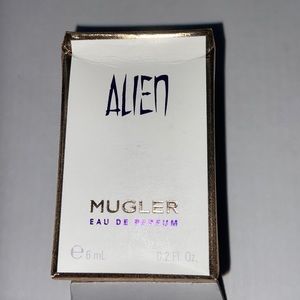 ALIEN
MUGLER
EAU DE PARFUM
℮ 6 mL 0.2 Fl. Oz.